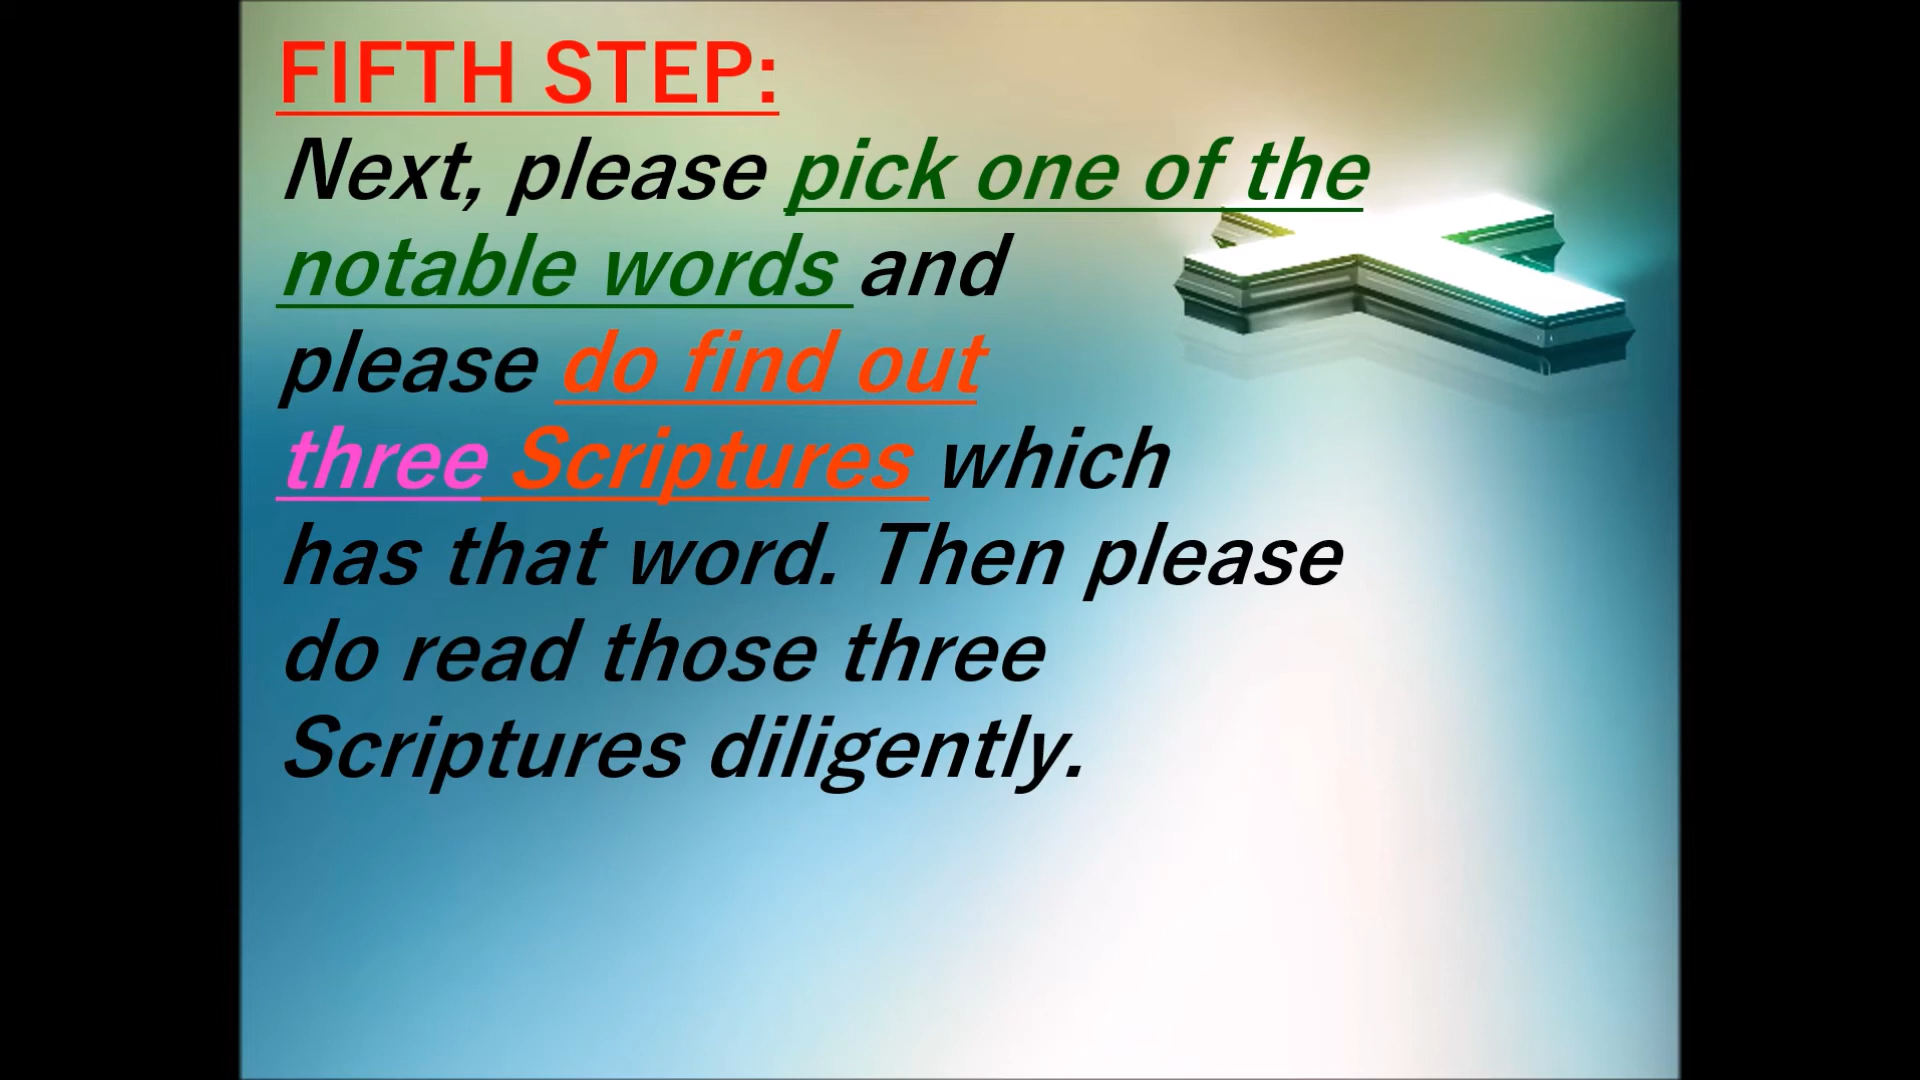 FIFTH STEP:
Next, please pick one of the
notable words and
please do find out
three Scriptures which
has that word. Then please
do read those three
Scriptures diligently.